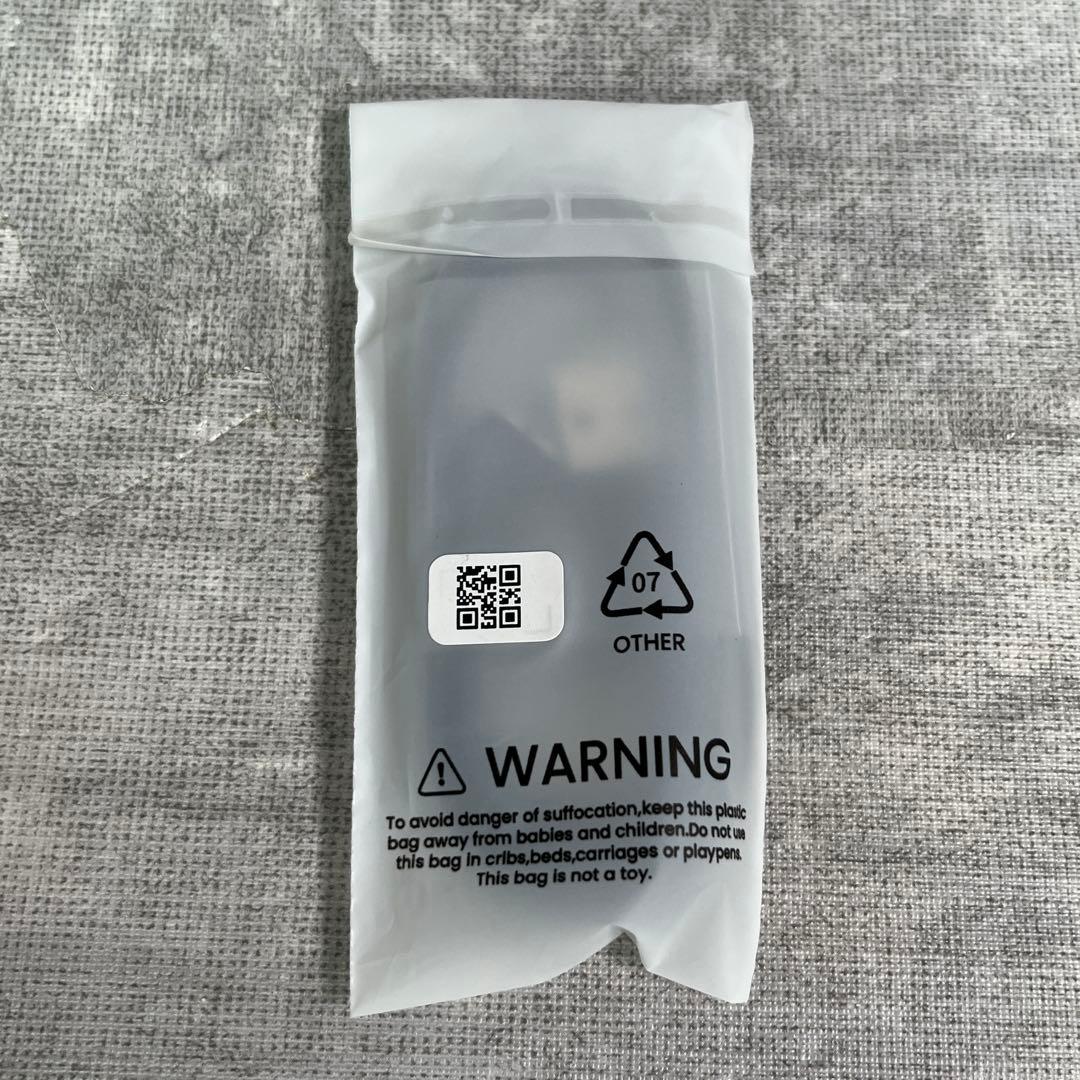 07
OTHER
WARNING
To avoid danger of suffocation,keep this plastic
bag away from babies and children.Do not use
this bag in cribs,beds,carriages or playpens.
This bag is not a toy.